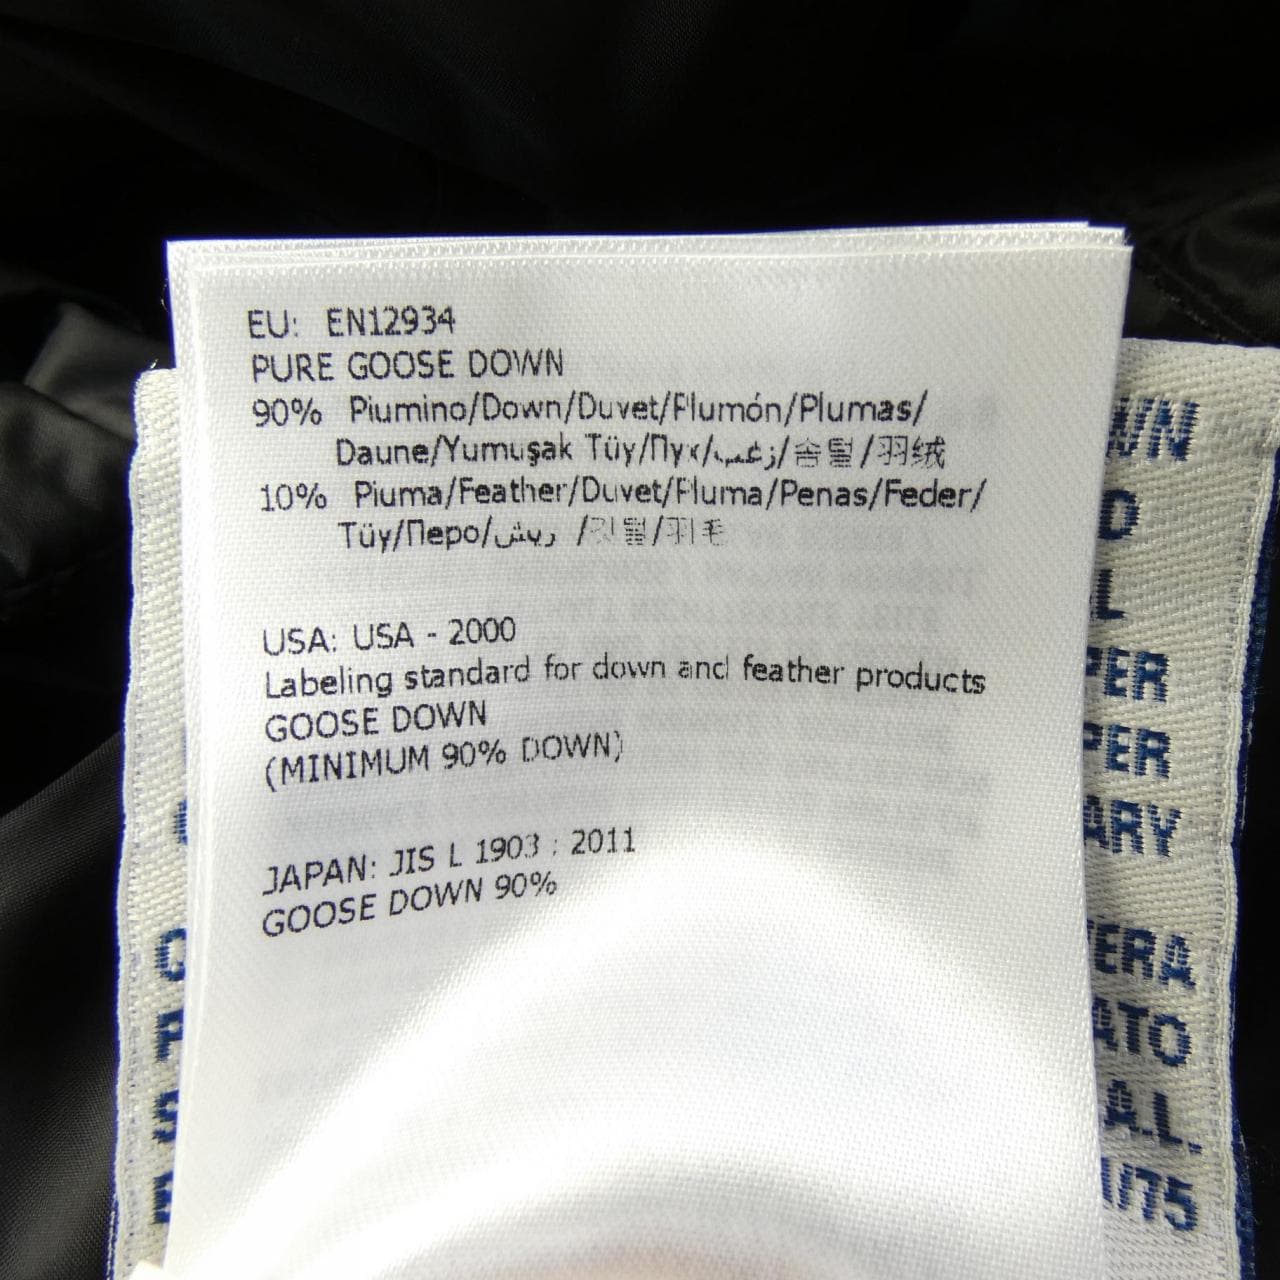 EU: EN12934
PURE GOOSE DOWN
90% Piumino/Down/Duvet/Plumón/Plumas/
Daune/Yumuşak Tüy/Пух/زغب/솜털/羽绒
10% Piuma/Feather/Duvet/Pluma/Penas/Feder/
Tüy/Перо/ريش /깃털/羽毛
USA: USA - 2000
Labeling standard for down and feather products
GOOSE DOWN
(MINIMUM 90% DOWN)
JAPAN: JIS L 1903 : 2011
GOOSE DOWN 90%